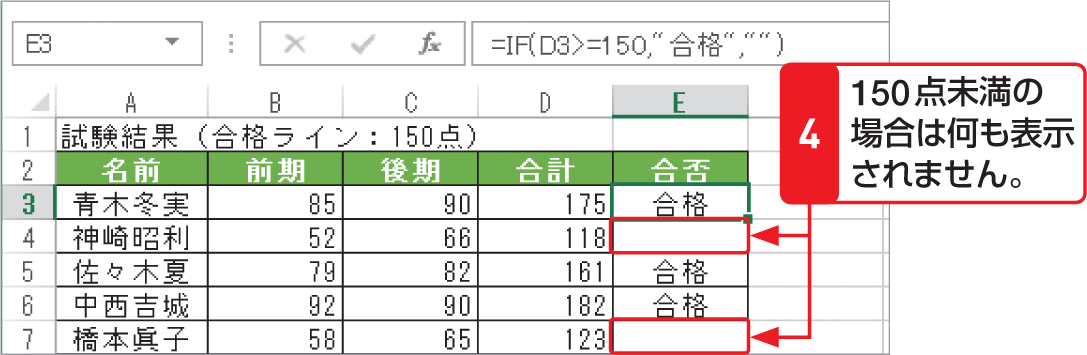 E3 =IF(D3>=150,"合格","")
A B C D E
1 試験結果（合格ライン：150点）
2 名前 前期 後期 合計 合否
3 青木冬実 85 90 175 合格
4 神崎昭利 52 66 118
5 佐々木夏 79 82 161 合格
6 中西吉城 92 90 182 合格
7 橋本眞子 58 65 123
4
150点未満の
場合は何も表示
されません。